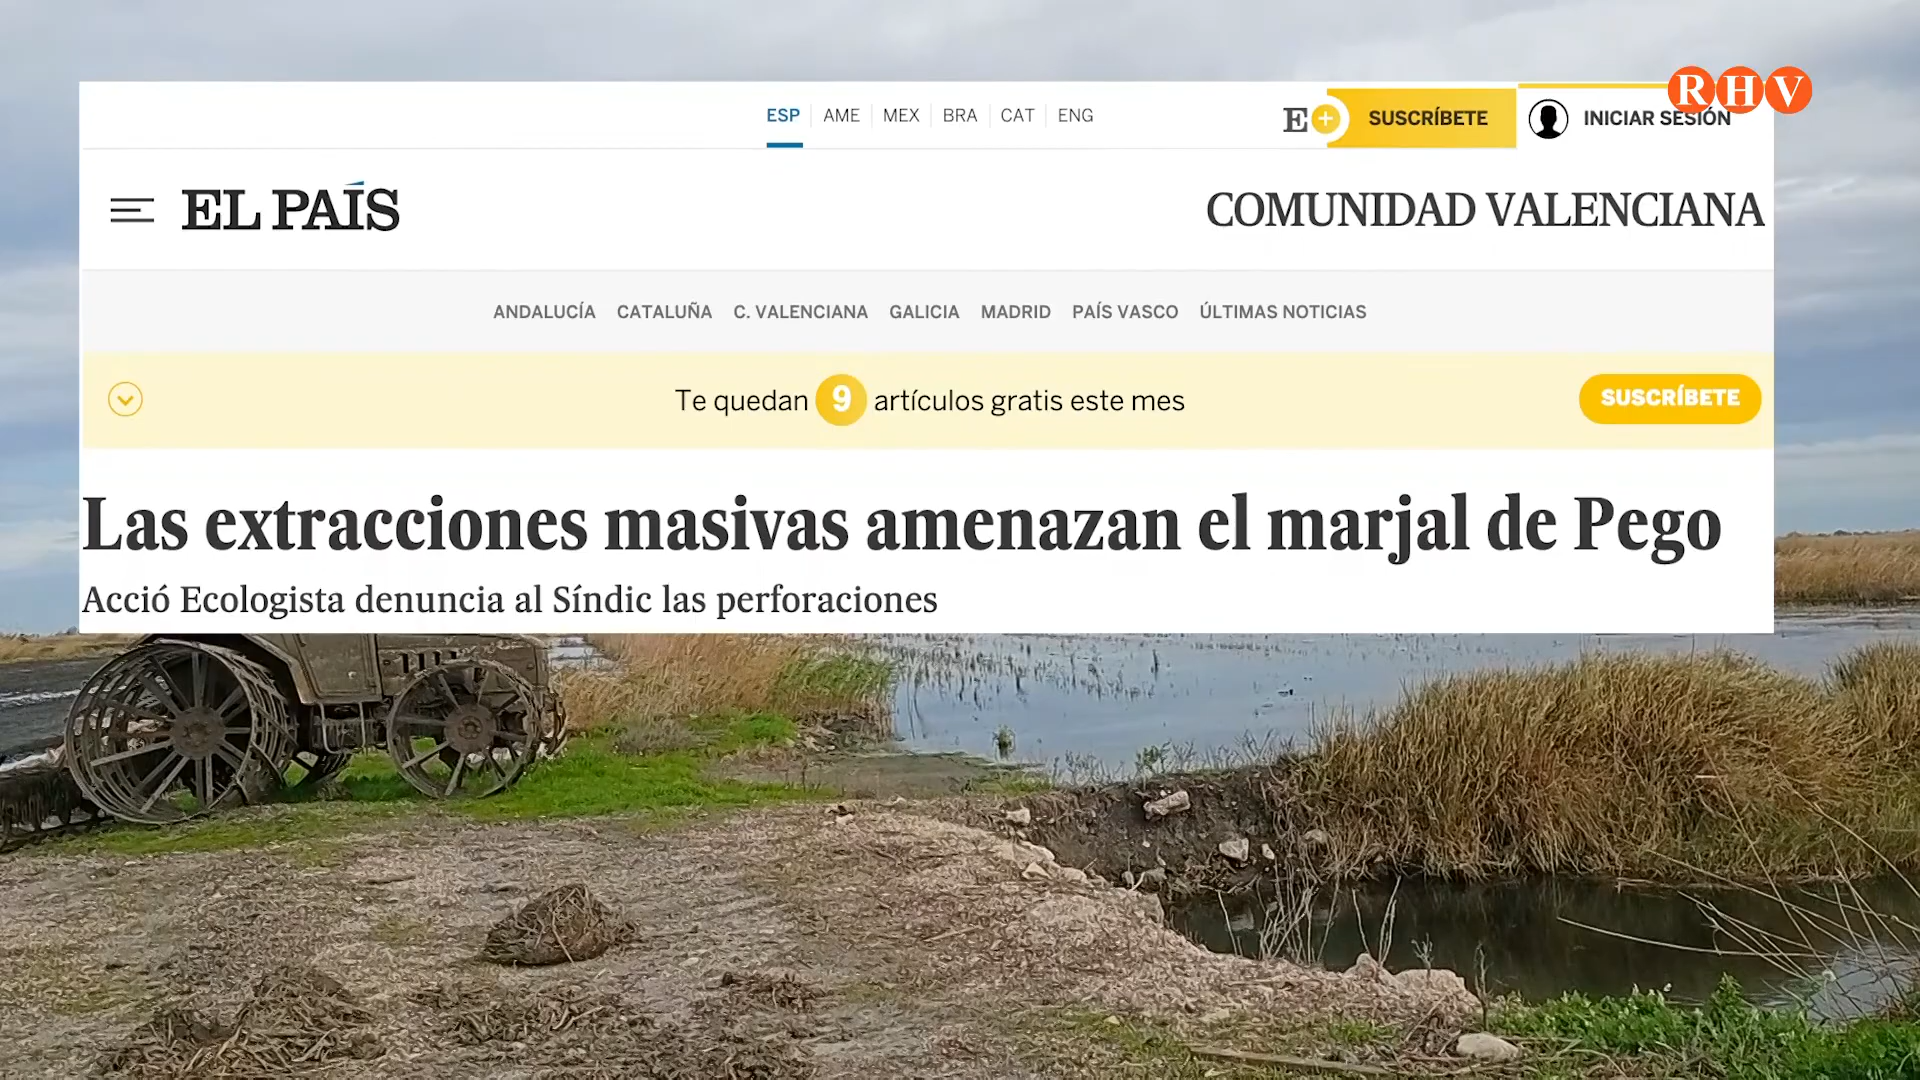 RHV
ESP AME MEX BRA CAT ENG
E+ SUSCRÍBETE INICIAR SESIÓN
EL PAÍS COMUNIDAD VALENCIANA
ANDALUCÍA CATALUÑA C. VALENCIANA GALICIA MADRID PAÍS VASCO ÚLTIMAS NOTICIAS
Te quedan 9 artículos gratis este mes SUSCRÍBETE
Las extracciones masivas amenazan el marjal de Pego
Acció Ecologista denuncia al Síndic las perforaciones